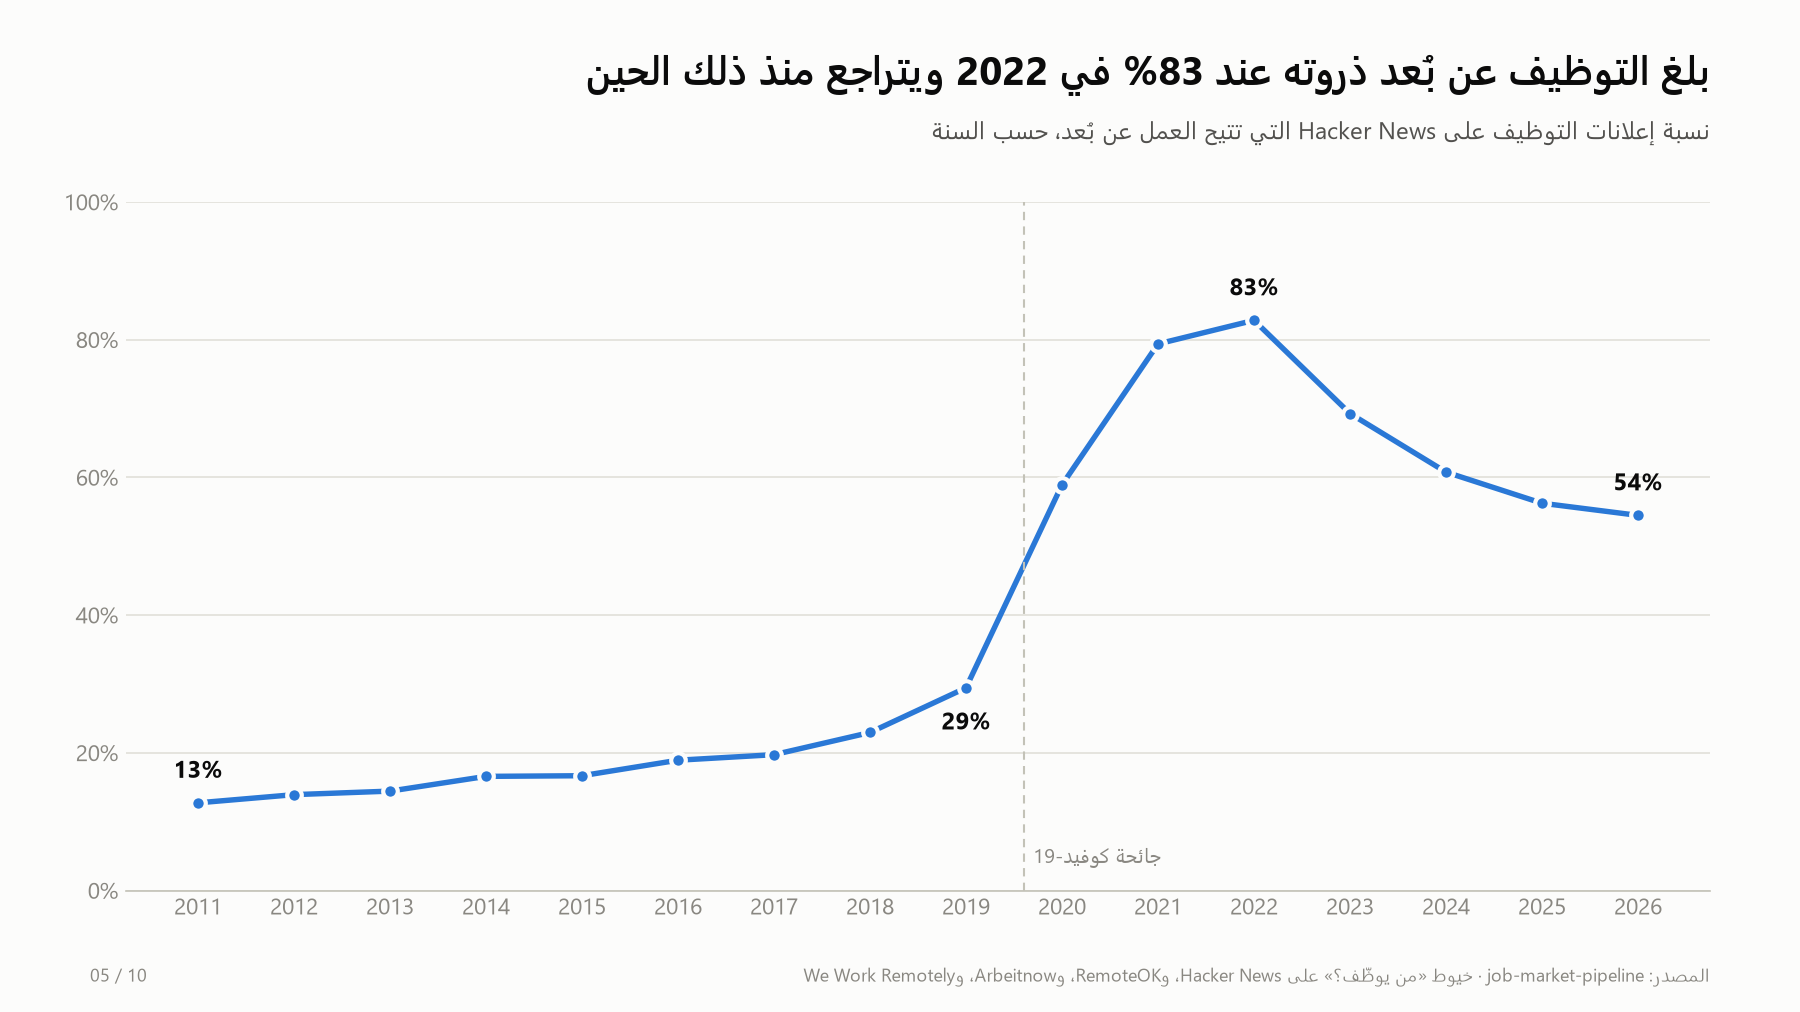 بلغ التوظيف عن بُعد ذروته عند 83% في 2022 ويتراجع منذ ذلك الحين
نسبة إعلانات التوظيف على Hacker News التي تتيح العمل عن بُعد، حسب السنة
100%
80%
60%
40%
20%
0%
13%
29%
83%
54%
جائحة كوفيد-19
2011 2012 2013 2014 2015 2016 2017 2018 2019 2020 2021 2022 2023 2024 2025 2026
المصدر: job-market-pipeline · خيوط «من يوظّف؟» على Hacker News، وRemoteOK، وArbeitnow، وWe Work Remotely
05 / 10